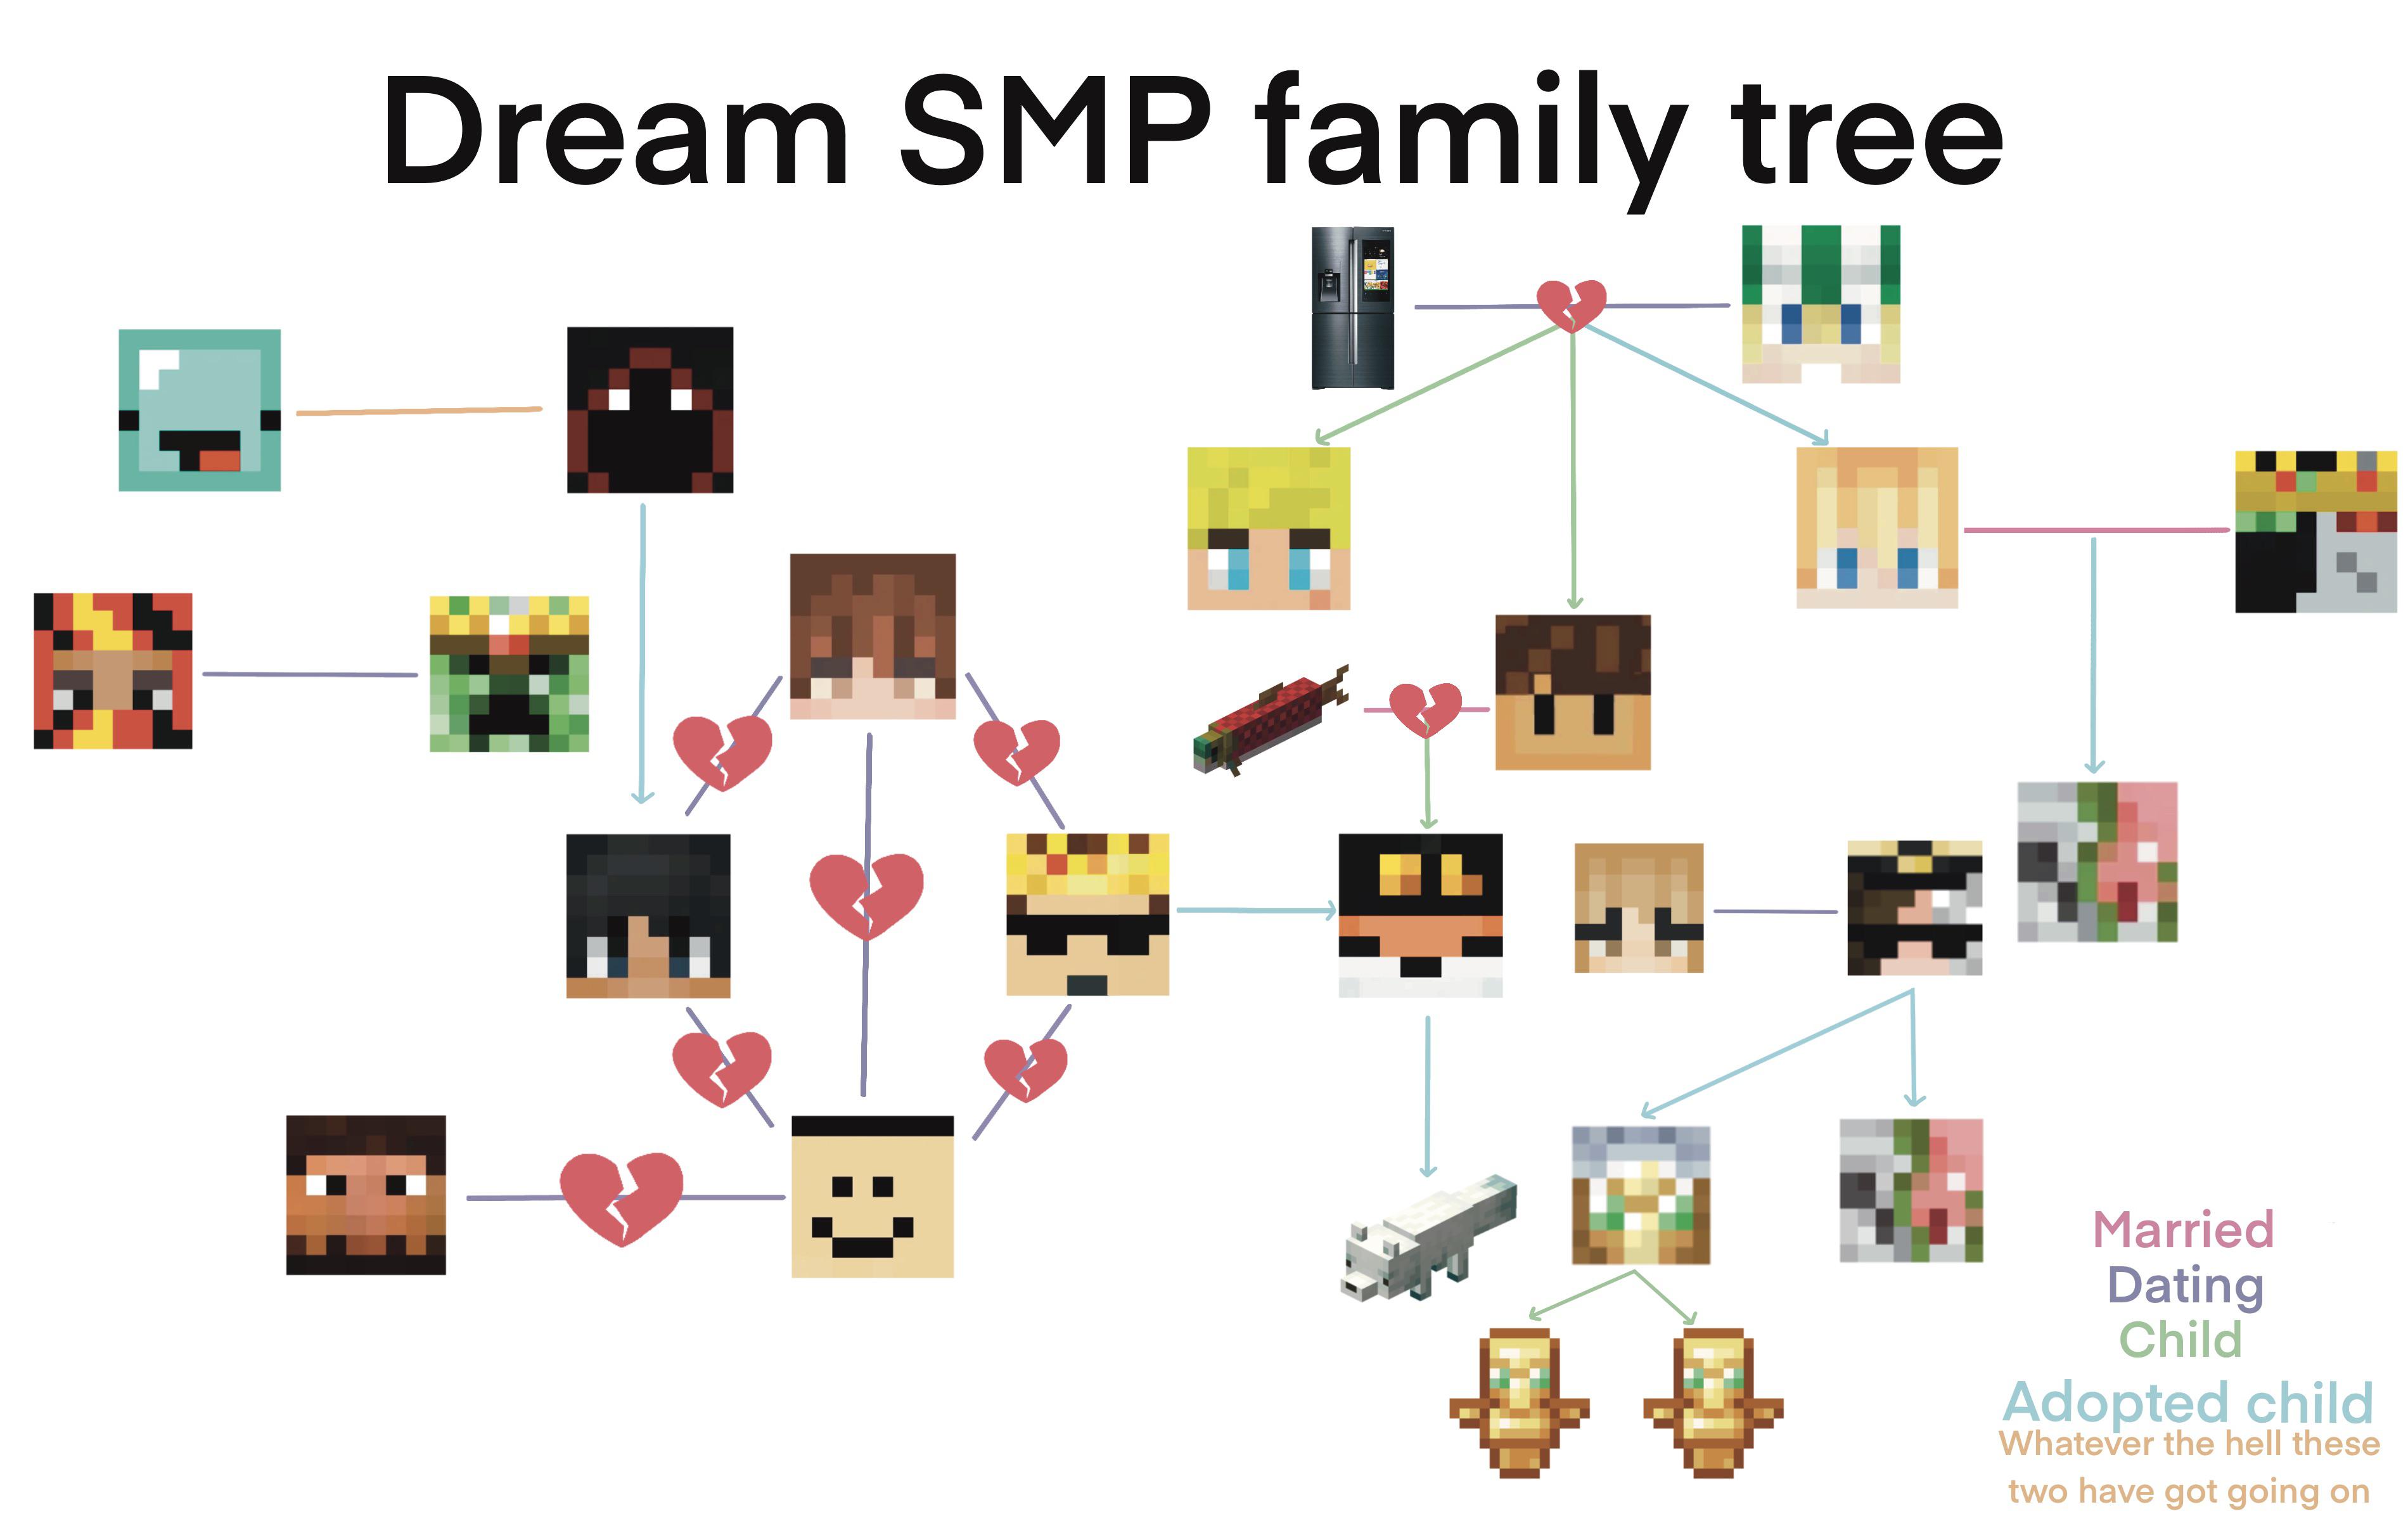 Dream SMP family tree
Married
Dating
Child
Adopted child
Whatever the hell these
two have got going on